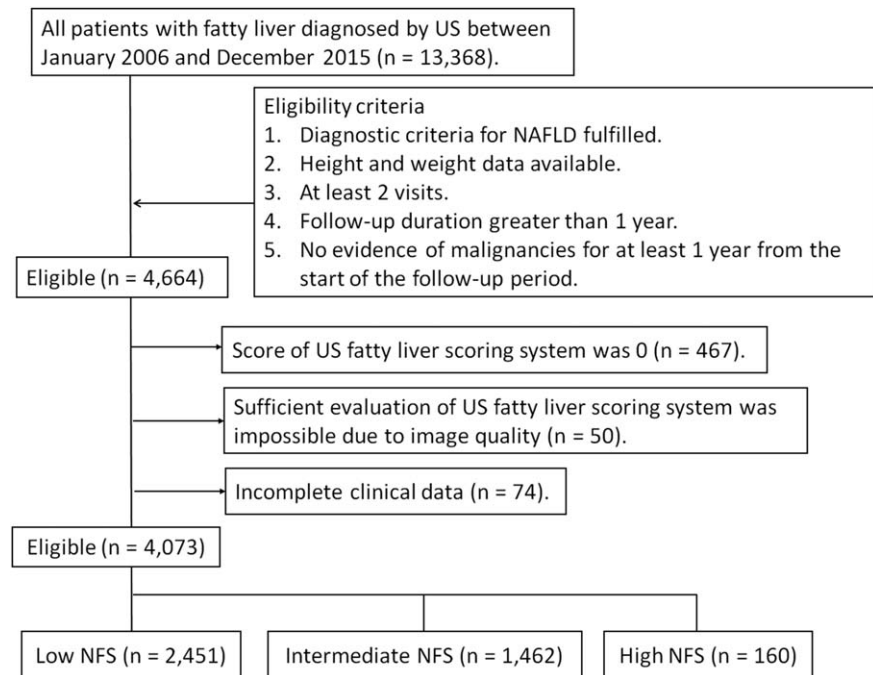 All patients with fatty liver diagnosed by US between
January 2006 and December 2015 (n = 13,368).
Eligibility criteria
1. Diagnostic criteria for NAFLD fulfilled.
2. Height and weight data available.
3. At least 2 visits.
4. Follow-up duration greater than 1 year.
5. No evidence of malignancies for at least 1 year from the
start of the follow-up period.
Eligible (n = 4,664)
Score of US fatty liver scoring system was 0 (n = 467).
Sufficient evaluation of US fatty liver scoring system was
impossible due to image quality (n = 50).
Incomplete clinical data (n = 74).
Eligible (n = 4,073)
Low NFS (n = 2,451)
Intermediate NFS (n = 1,462)
High NFS (n = 160)